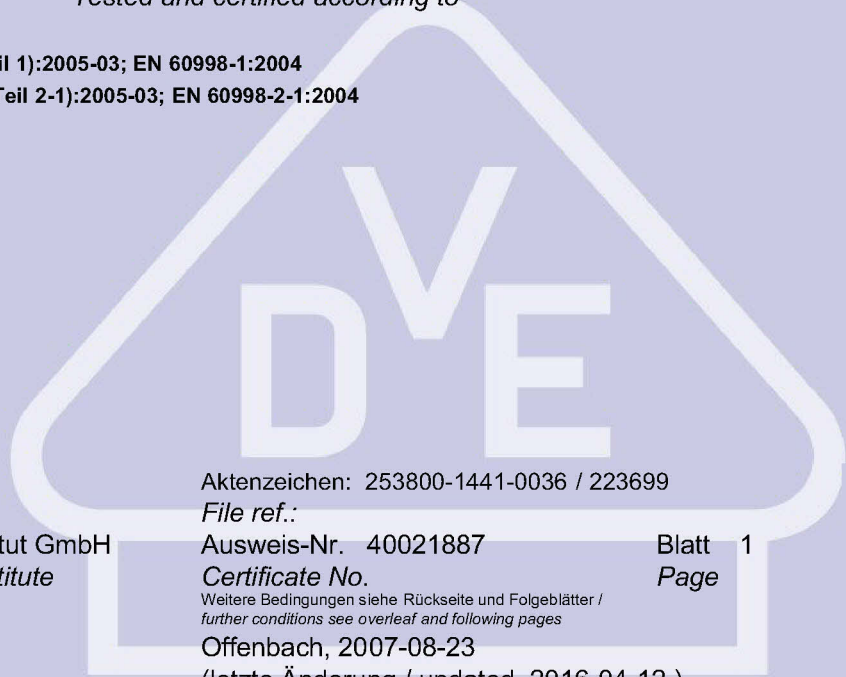 Tested and certified according to
il 1):2005-03; EN 60998-1:2004
Teil 2-1):2005-03; EN 60998-2-1:2004
VDE
Aktenzeichen: 253800-1441-0036 / 223699
File ref.:
tut GmbH Ausweis-Nr. 40021887 Blatt 1
titute Certificate No. Page
Weitere Bedingungen siehe Rückseite und Folgeblätter /
further conditions see overleaf and following pages
Offenbach, 2007-08-23
(letzte Änderung / updated 2016-04-12 )